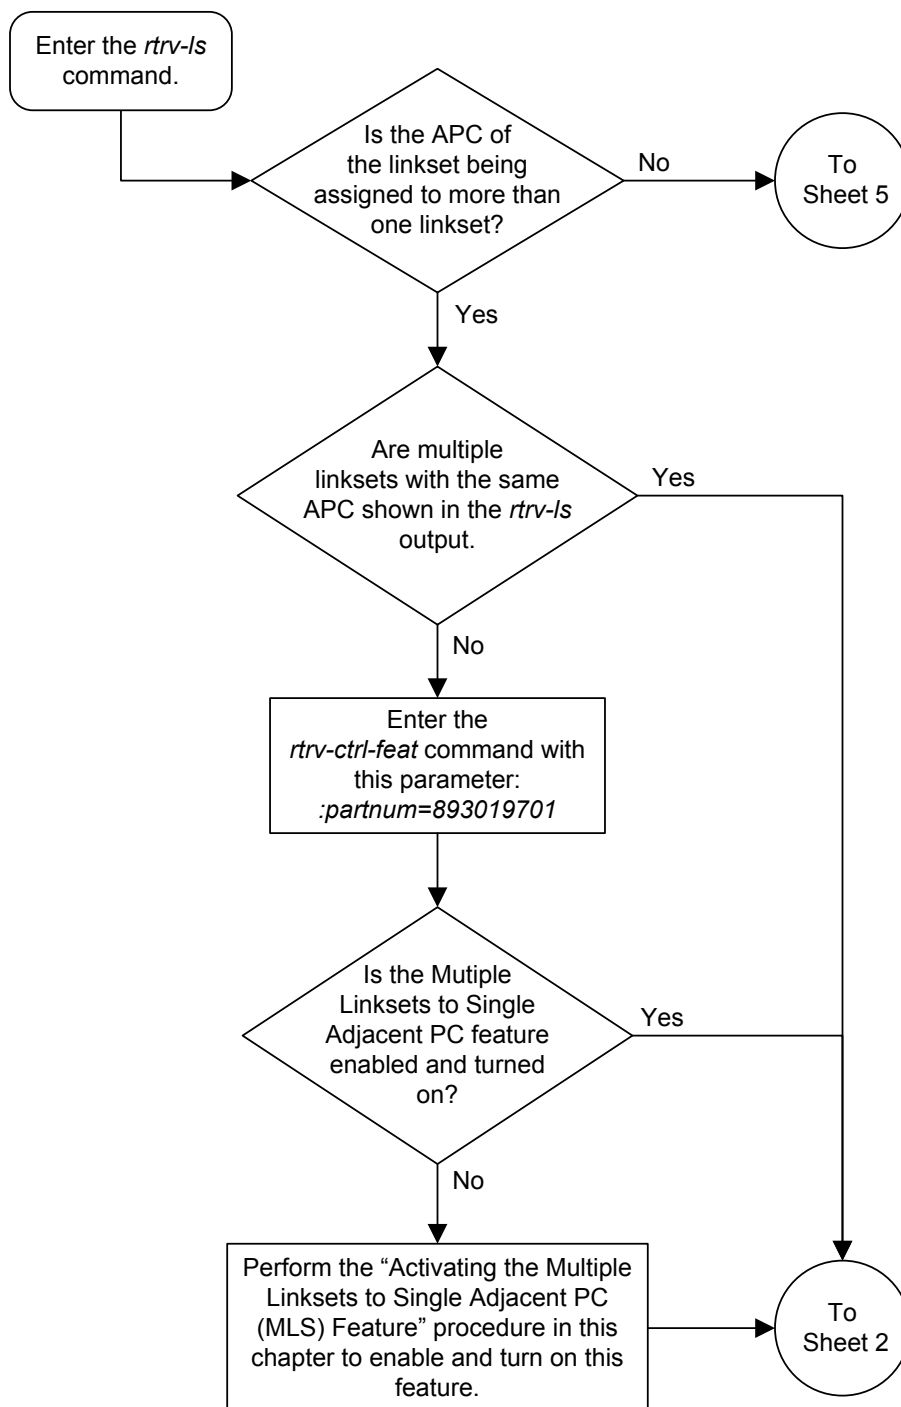 Enter the rtrv-ls
command.
Is the APC of
the linkset being
assigned to more than
one linkset?
No
To
Sheet 5
Yes
Are multiple
linksets with the same
APC shown in the rtrv-ls
output.
Yes
No
Enter the
rtrv-ctrl-feat command with
this parameter:
:partnum=893019701
Is the Mutiple
Linksets to Single
Adjacent PC feature
enabled and turned
on?
Yes
No
Perform the “Activating the Multiple
Linksets to Single Adjacent PC
(MLS) Feature” procedure in this
chapter to enable and turn on this
feature.
To
Sheet 2